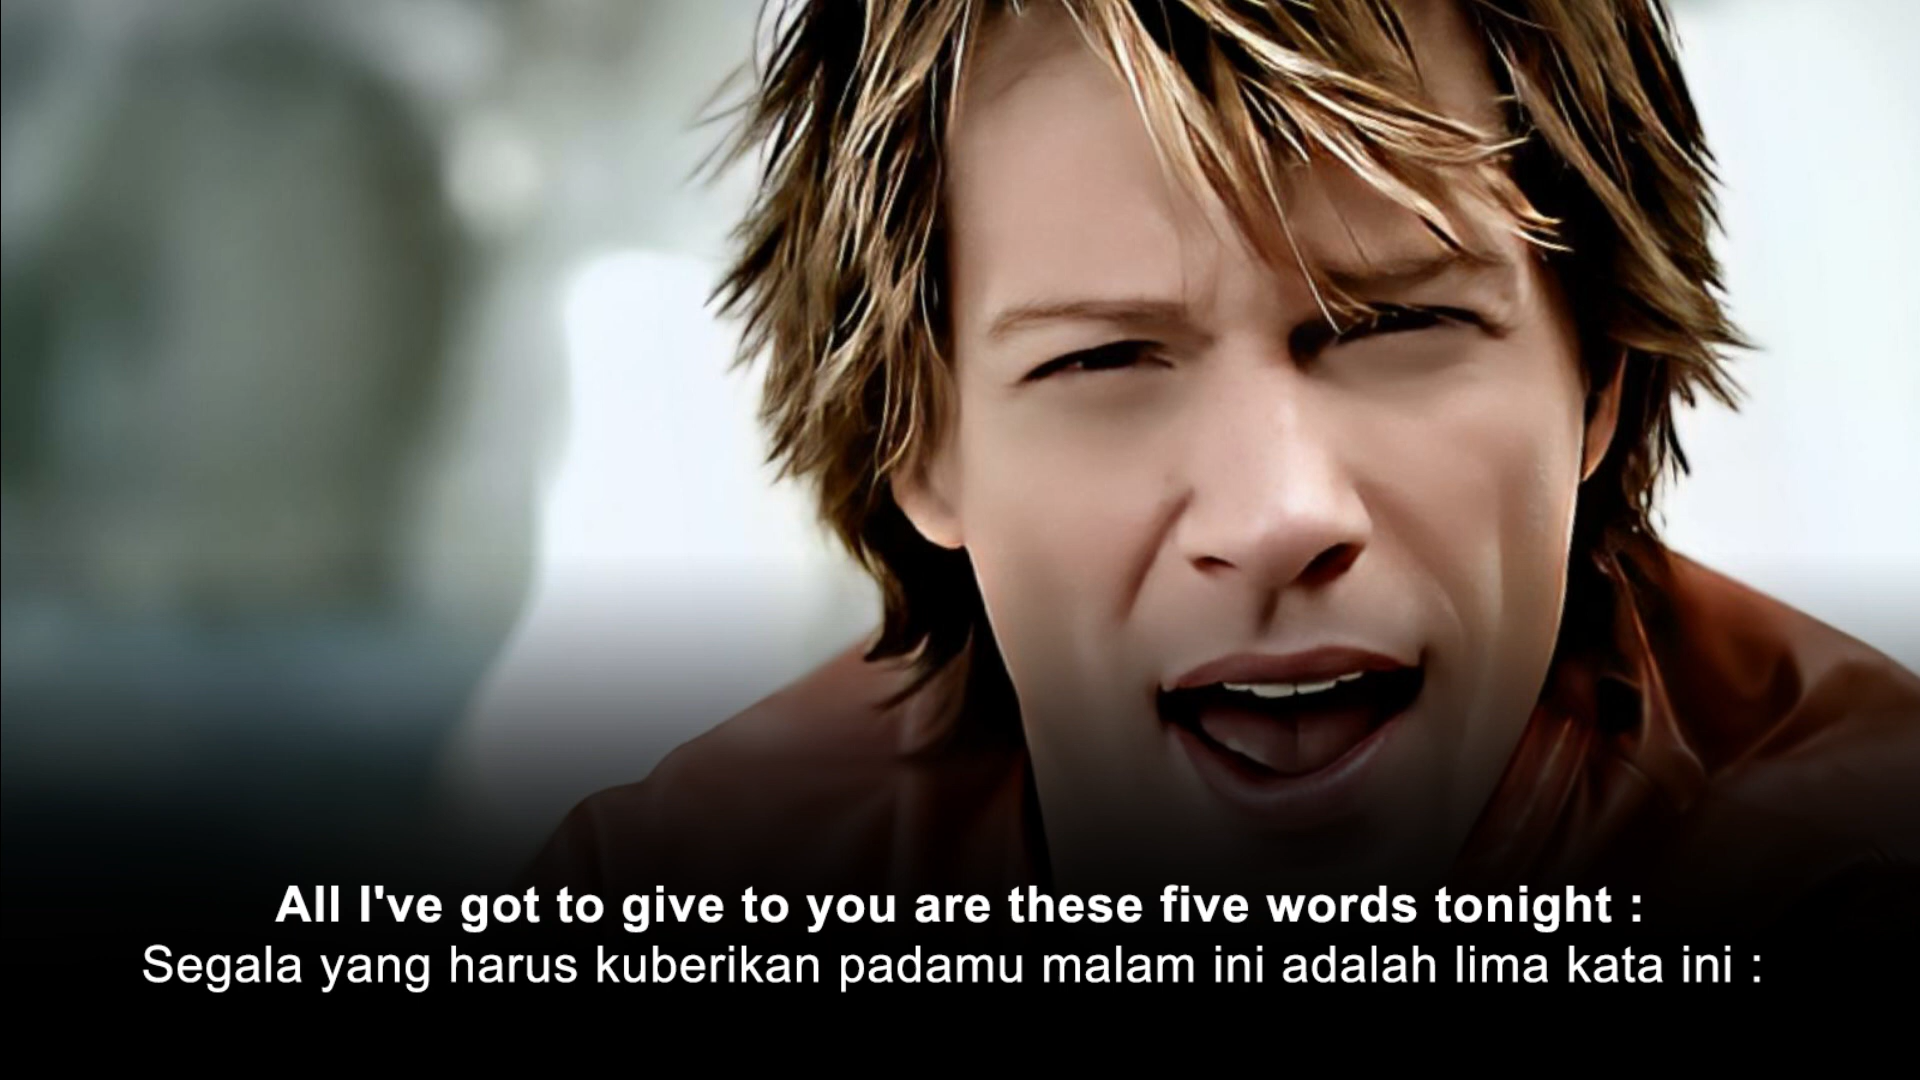 All I've got to give to you are these five words tonight :
Segala yang harus kuberikan padamu malam ini adalah lima kata ini :